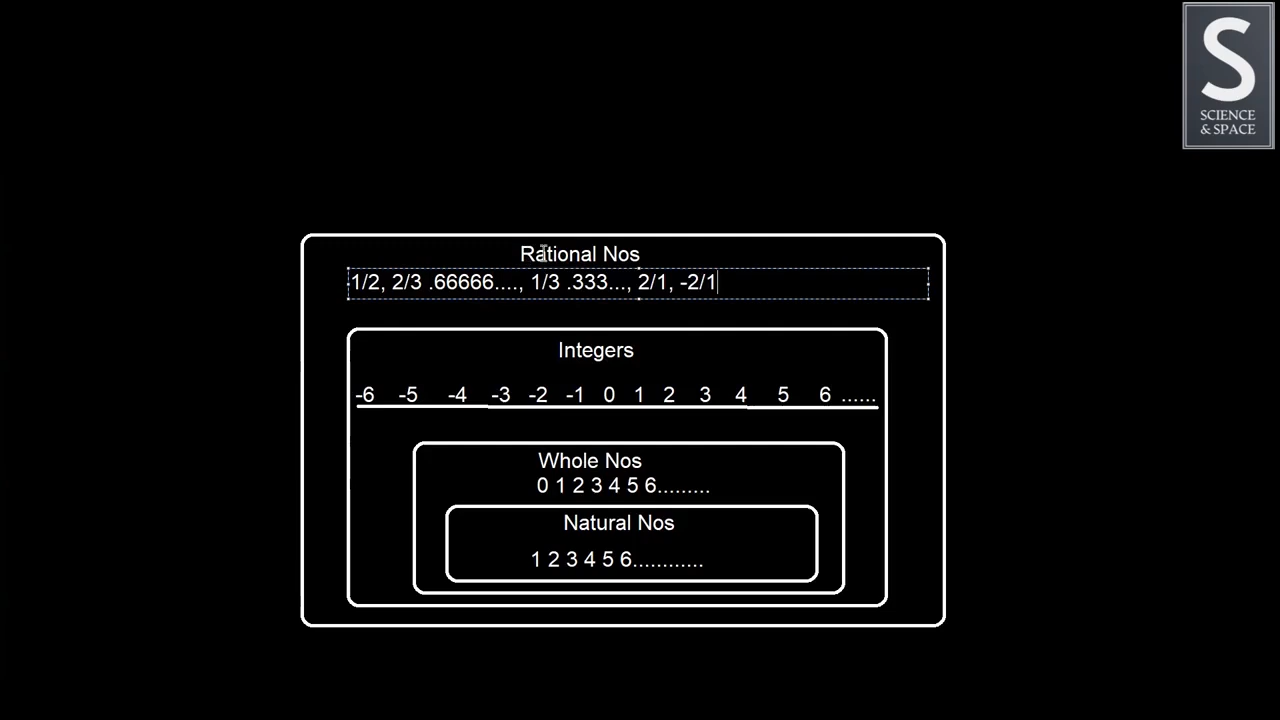 S
SCIENCE
& SPACE
Rational Nos
1/2, 2/3 .66666...., 1/3 .333..., 2/1, -2/1
Integers
-6 -5 -4 -3 -2 -1 0 1 2 3 4 5 6 ......
Whole Nos
0 1 2 3 4 5 6.........
Natural Nos
1 2 3 4 5 6............